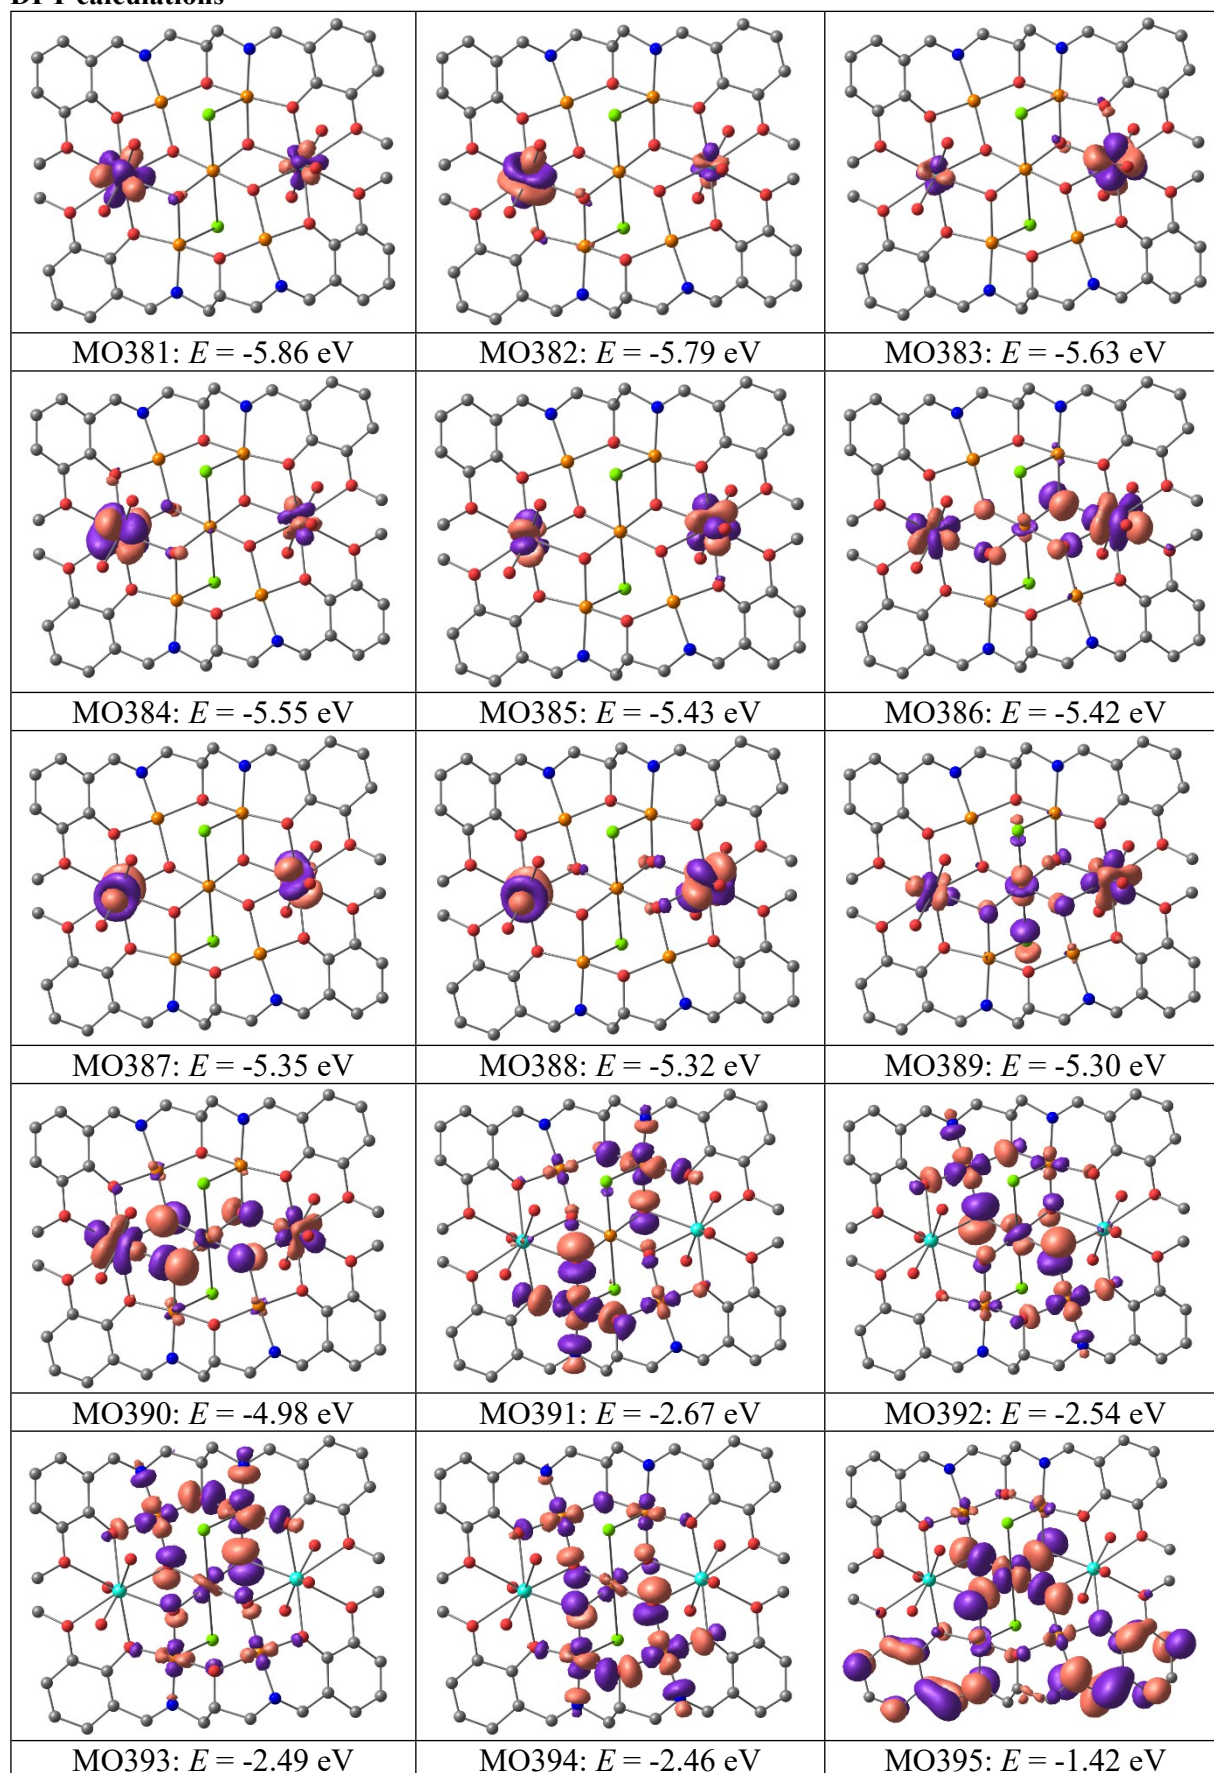 DFT calculations
MO381: E = -5.86 eV
MO382: E = -5.79 eV
MO383: E = -5.63 eV
MO384: E = -5.55 eV
MO385: E = -5.43 eV
MO386: E = -5.42 eV
MO387: E = -5.35 eV
MO388: E = -5.32 eV
MO389: E = -5.30 eV
MO390: E = -4.98 eV
MO391: E = -2.67 eV
MO392: E = -2.54 eV
MO393: E = -2.49 eV
MO394: E = -2.46 eV
MO395: E = -1.42 eV